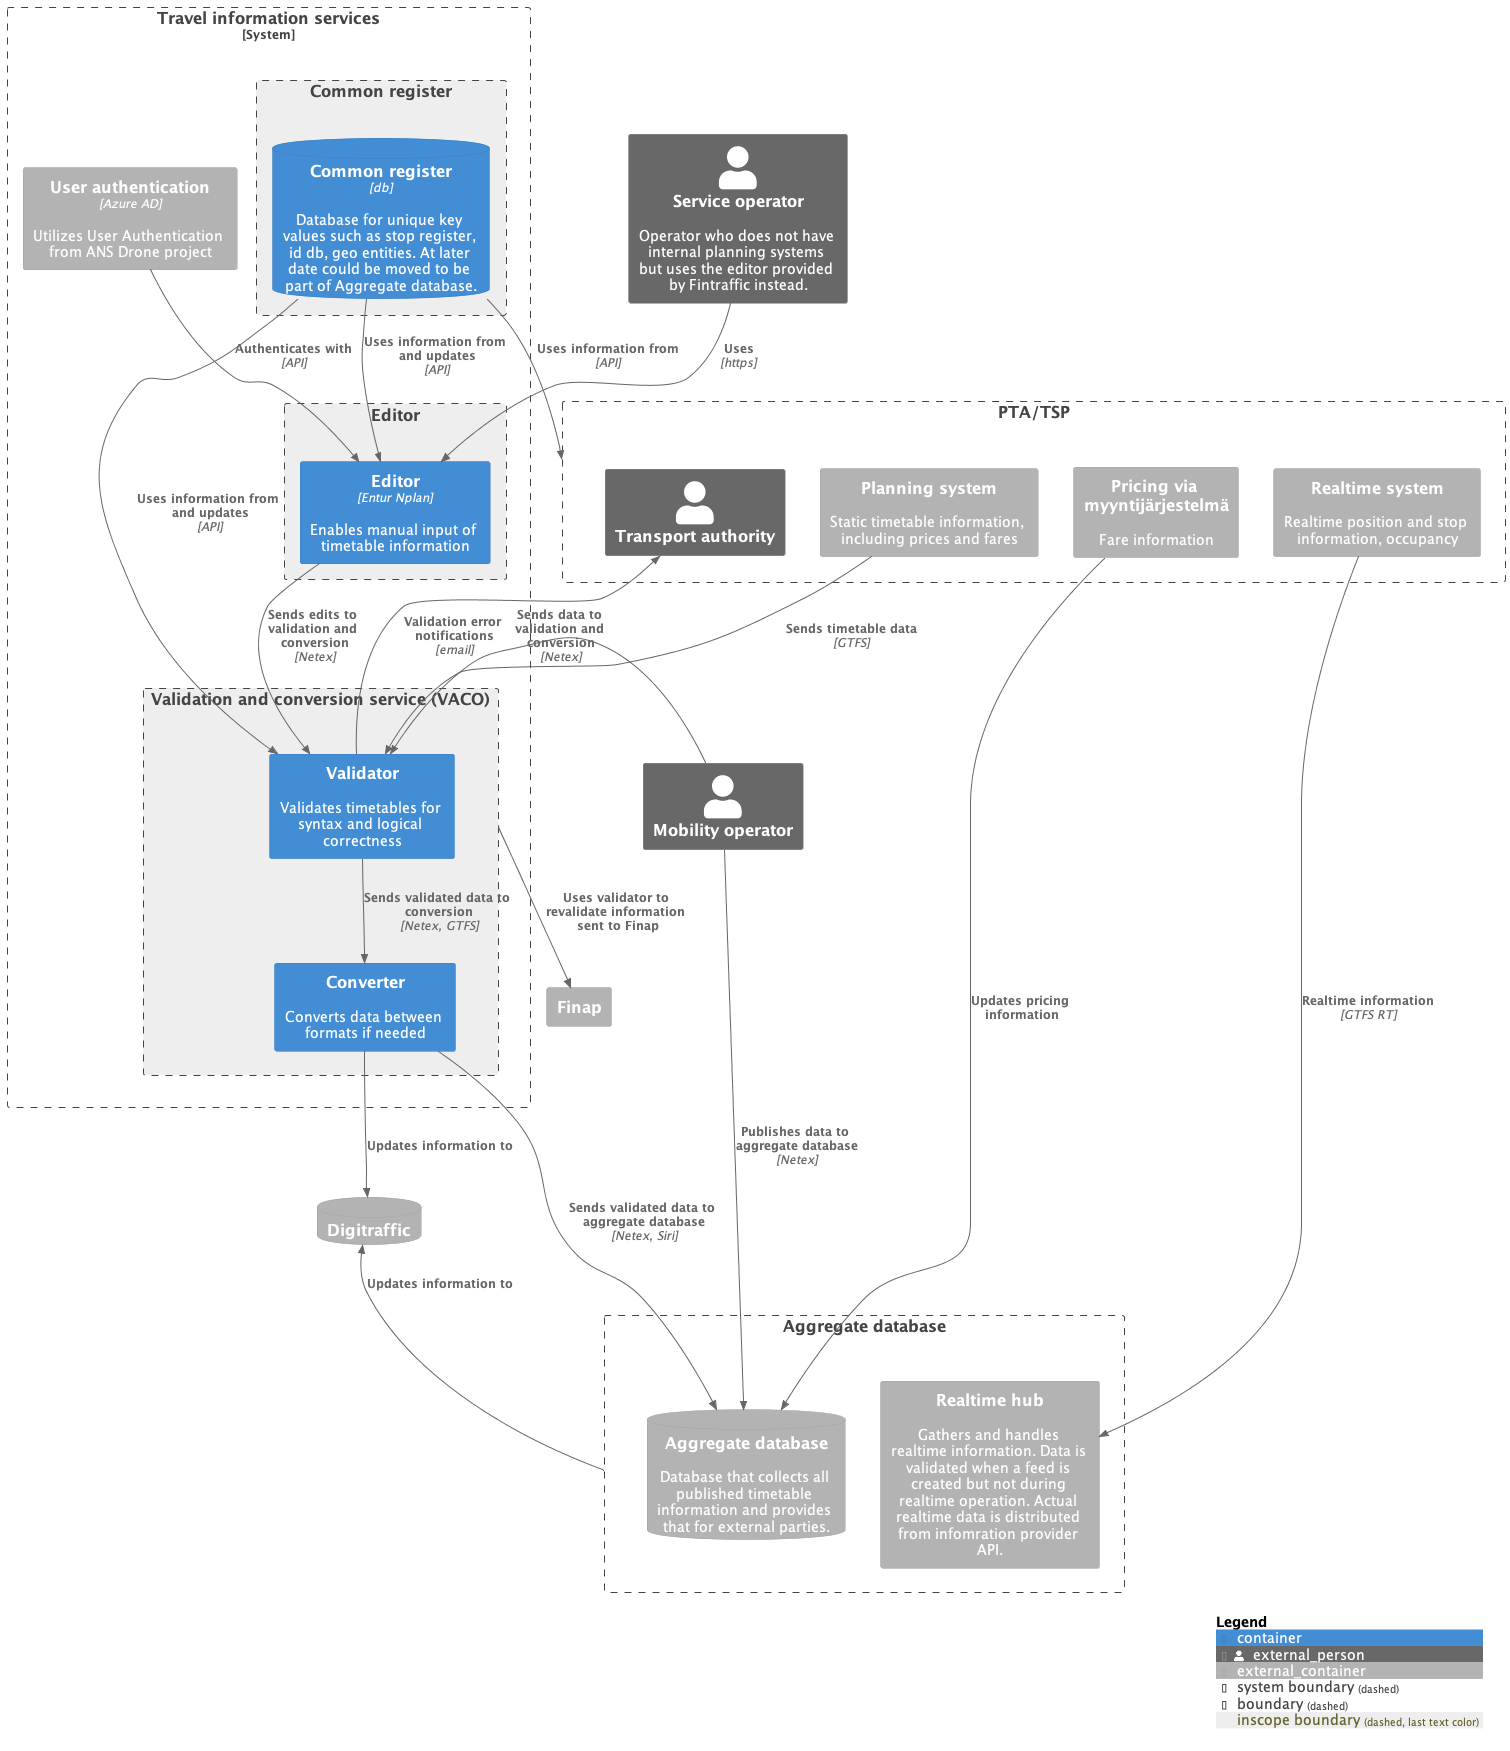 Travel information services
[System]
Common register
Common register
[db]
Database for unique key
values such as stop register,
id db, geo entities. At later
date could be moved to be
part of Aggregate database.
User authentication
[Azure AD]
Utilizes User Authentication
from ANS Drone project
Service operator
Operator who does not have
internal planning systems
but uses the editor provided
by Fintraffic instead.
Authenticates with
[API]
Uses information from
and updates
[API]
Uses information from
[API]
Uses
[https]
Editor
Editor
[Entur Nplan]
Enables manual input of
timetable information
Uses information from
and updates
[API]
PTA/TSP
Transport authority
Planning system
Static timetable information,
including prices and fares
Pricing via
myyntijärjestelmä
Fare information
Realtime system
Realtime position and stop
information, occupancy
Sends edits to
validation and
conversion
[Netex]
Validation error
notifications
[email]
Sends data to
validation and
conversion
[Netex]
Sends timetable data
[GTFS]
Validation and conversion service (VACO)
Validator
Validates timetables for
syntax and logical
correctness
Mobility operator
Sends validated data to
conversion
[Netex, GTFS]
Uses validator to
revalidate information
sent to Finap
Converter
Converts data between
formats if needed
Finap
Updates pricing
information
Realtime information
[GTFS RT]
Updates information to
Publishes data to
aggregate database
[Netex]
Digitraffic
Sends validated data to
aggregate database
[Netex, Siri]
Updates information to
Aggregate database
Aggregate database
Database that collects all
published timetable
information and provides
that for external parties.
Realtime hub
Gathers and handles
realtime information. Data is
validated when a feed is
created but not during
realtime operation. Actual
realtime data is distributed
from infomration provider
API.
Legend
container
external_person
external_container
system boundary (dashed)
boundary (dashed)
inscope boundary (dashed, last text color)